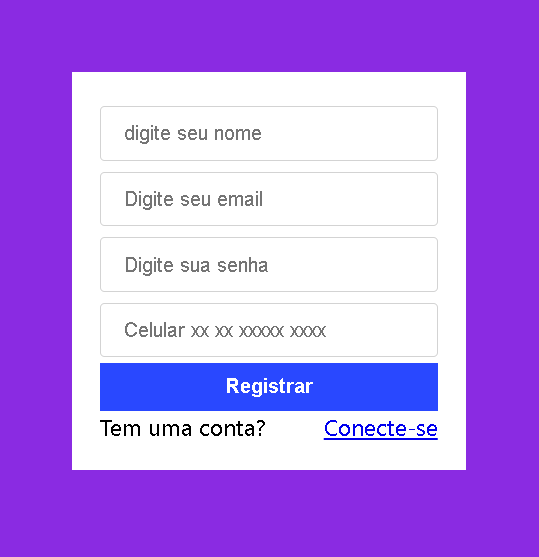 digite seu nome
Digite seu email
Digite sua senha
Celular xx xx xxxxx xxxx
Registrar
Tem uma conta? Conecte-se